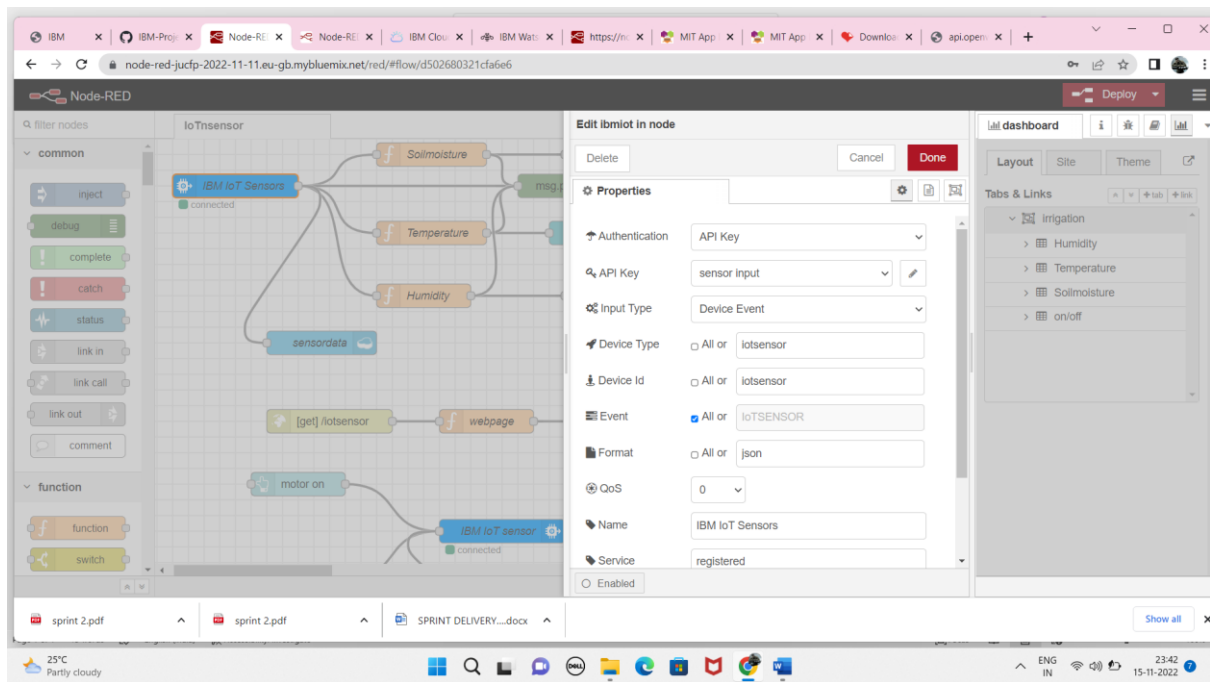 IBM
IBM-Proje
Node-RE
Node-RE
IBM Clou
IBM Wats
https://no
MIT App I
MIT App
Downloa
api.open
node-red-jucfp-2022-11-11.eu-gb.mybluemix.net/red/#flow/d502680321cfa6e6
Node-RED
Deploy
filter nodes
IoTnsensor
Edit ibmiot in node
dashboard
common
inject
debug
complete
catch
status
link in
link call
link out
comment
function
function
switch
IBM IoT Sensors
connected
Soilmoisture
msg.p
Temperature
Humidity
sensordata
[get] /iotsensor
webpage
motor on
IBM IoT sensor
connected
Delete
Cancel
Done
Properties
Authentication
API Key
API Key
sensor input
Input Type
Device Event
Device Type
All or
iotsensor
Device Id
All or
iotsensor
Event
All or
IoTSENSOR
Format
All or
json
QoS
0
Name
IBM IoT Sensors
Service
registered
Enabled
Layout
Site
Theme
Tabs & Links
tab
link
irrigation
Humidity
Temperature
Soilmoisture
on/off
sprint 2.pdf
sprint 2.pdf
SPRINT DELIVERY....docx
Show all
25°C
Partly cloudy
ENG
IN
23:42
15-11-2022
7